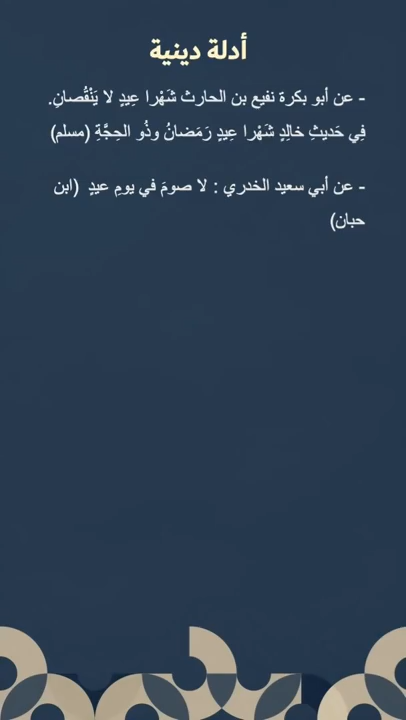 أدلة دينية
- عن أبو بكرة نفيع بن الحارث شَهْرا عِيدٍ لا يَنْقُصانِ.
فِي حَديثِ خالِدٍ شَهْرا عِيدٍ رَمَضانُ وذُو الحِجَّةِ (مسلم)
- عن أبي سعيد الخدري : لا صومَ في يومِ عيدٍ (ابن
حبان)